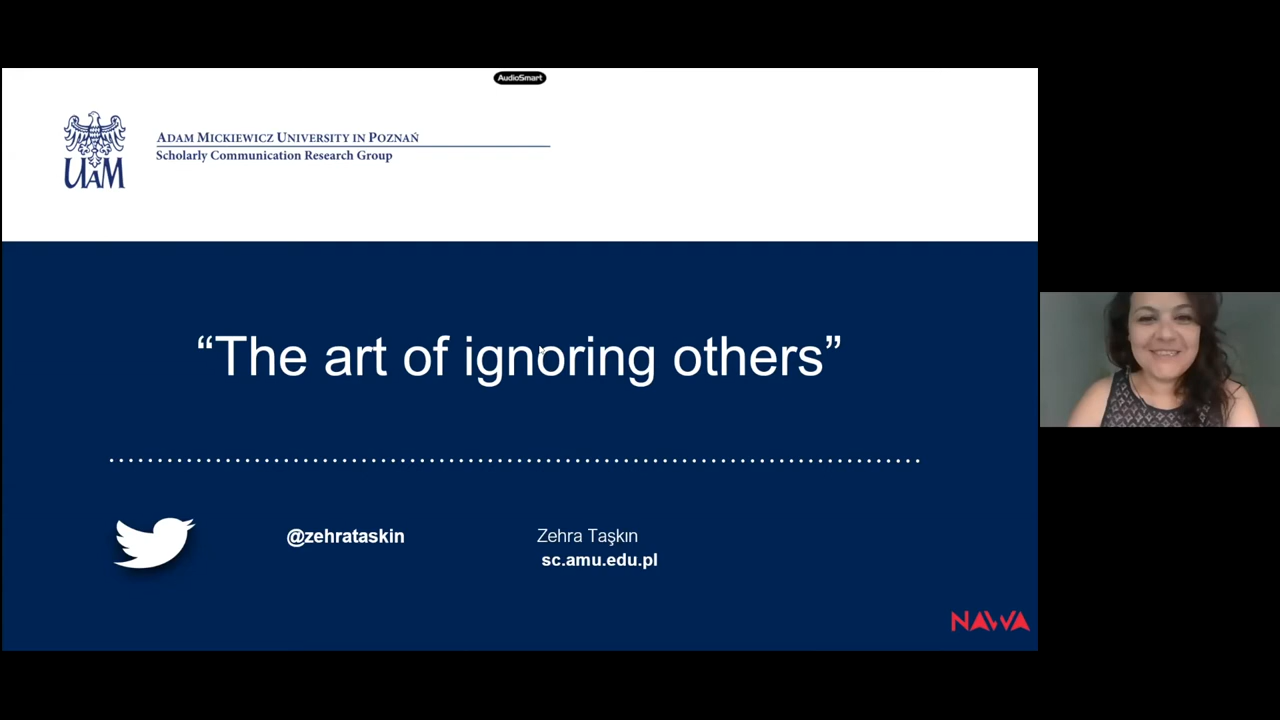 AudioSmart
UAM
ADAM MICKIEWICZ UNIVERSITY IN POZNAŃ
Scholarly Communication Research Group
“The art of ignoring others”
@zehrataskin
Zehra Taşkın
sc.amu.edu.pl
NAWA